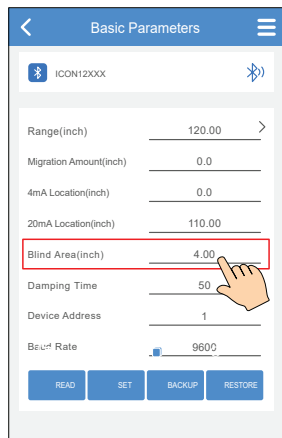 Basic Parameters
ICON12XXX
Range(inch) 120.00
Migration Amount(inch) 0.0
4mA Location(inch) 0.0
20mA Location(inch) 110.00
Blind Area(inch) 4.00
Damping Time 50
Device Address 1
Baud Rate 9600
READ SET BACKUP RESTORE